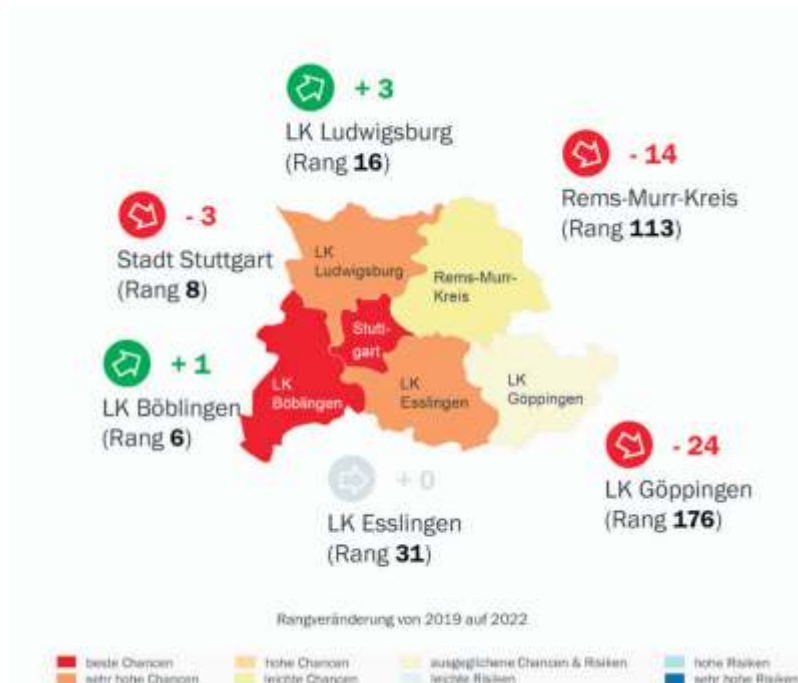 + 3
LK Ludwigsburg
(Rang 16)
- 14
Rems-Murr-Kreis
(Rang 113)
- 3
Stadt Stuttgart
(Rang 8)
LK
Ludwigsburg
Rems-Murr-
Kreis
Stutt-
gart
+ 1
LK Böblingen
(Rang 6)
LK
Böblingen
LK
Esslingen
LK
Göppingen
- 24
LK Göppingen
(Rang 176)
+ 0
LK Esslingen
(Rang 31)
Rangveränderung von 2019 auf 2022
beste Chancen
hohe Chancen
ausgeglichene Chancen & Risiken
hohe Risiken
sehr hohe Chancen
leichte Chancen
leichte Risiken
sehr hohe Risiken